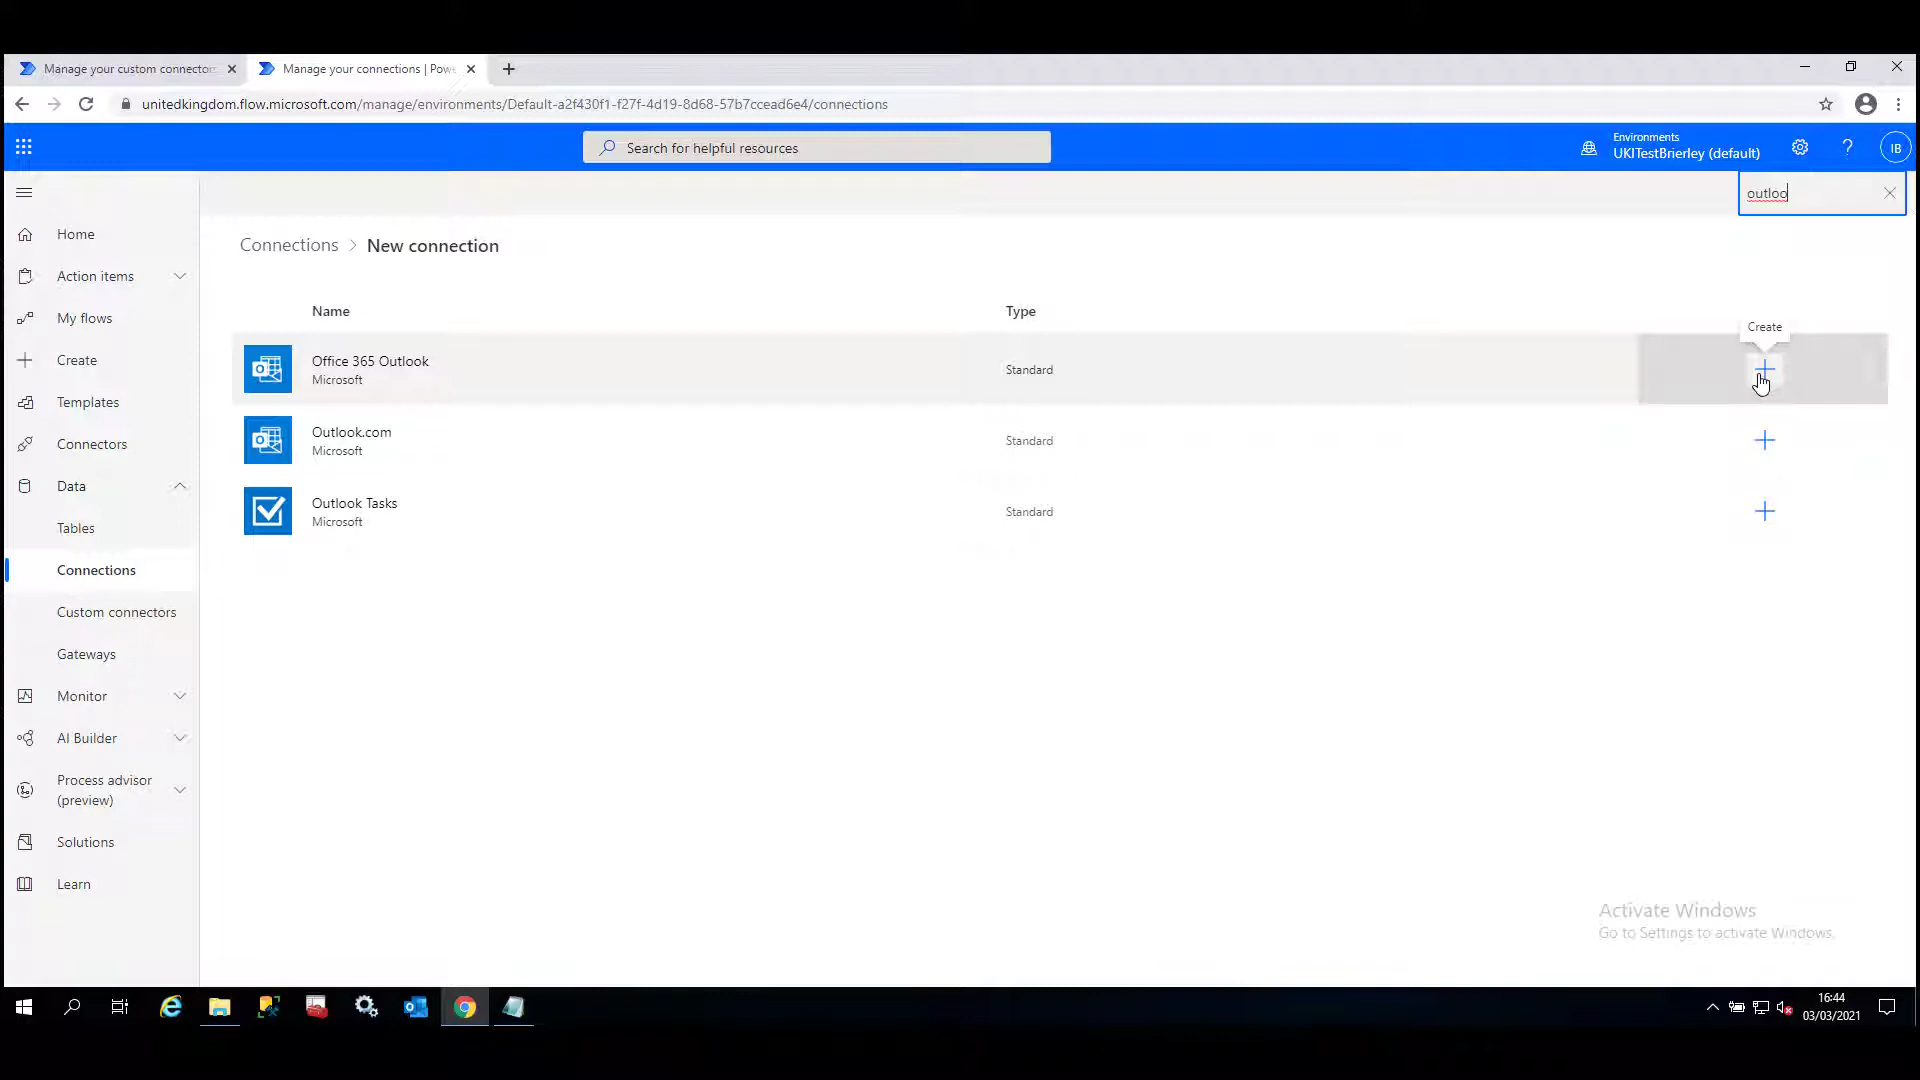 Manage your custom connector
Manage your connections | Pow
unitedkingdom.flow.microsoft.com/manage/environments/Default-a2f430f1-f27f-4d19-8d68-57b7ccead6e4/connections
Search for helpful resources
Environments
UKITestBrierley (default)
?
IB
outloo
Home
Action items
My flows
Create
Templates
Connectors
Data
Tables
Connections
Custom connectors
Gateways
Monitor
AI Builder
Process advisor
(preview)
Solutions
Learn
Connections > New connection
Name Type
Create
Office 365 Outlook
Microsoft
Standard
Outlook.com
Microsoft
Standard
Outlook Tasks
Microsoft
Standard
Activate Windows
Go to Settings to activate Windows.
16:44
03/03/2021